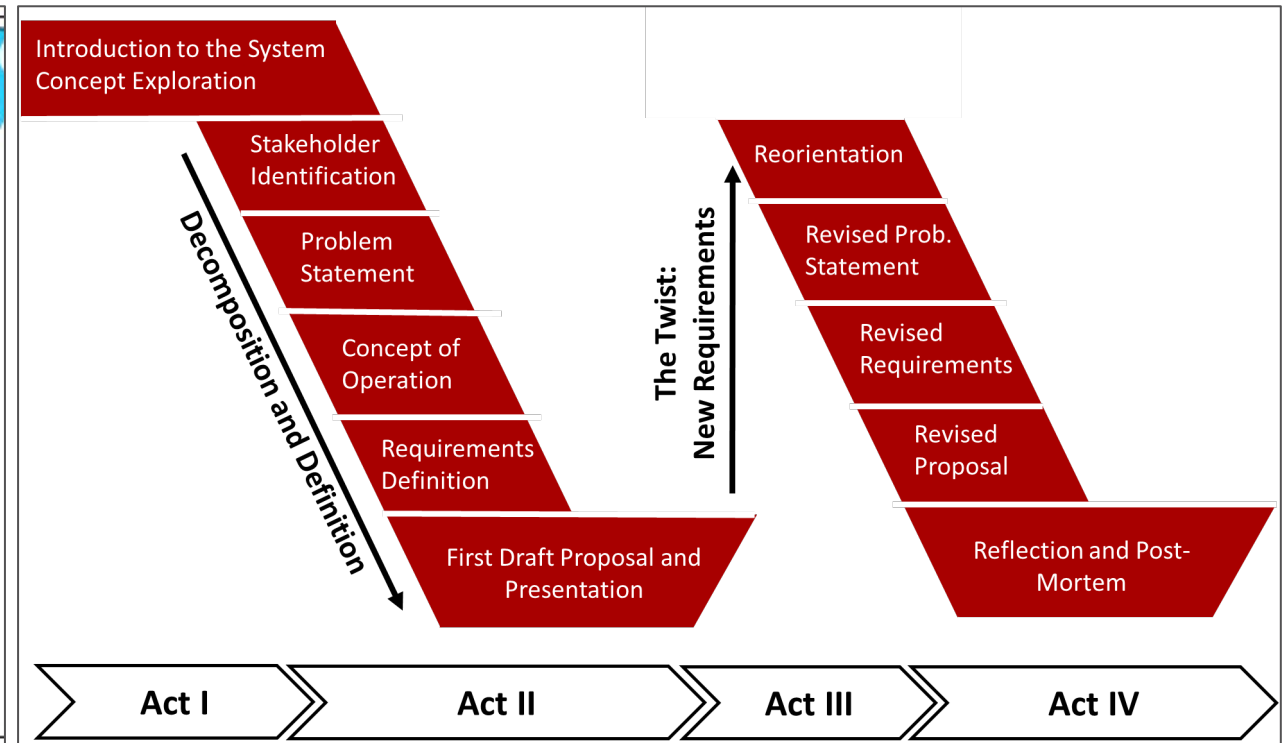 Introduction to the System
Concept Exploration
Stakeholder
Identification
Problem
Statement
Concept of
Operation
Requirements
Definition
First Draft Proposal and
Presentation
Decomposition and Definition
The Twist:
New Requirements
Reorientation
Revised Prob.
Statement
Revised
Requirements
Revised
Proposal
Reflection and Post-
Mortem
Act I
Act II
Act III
Act IV